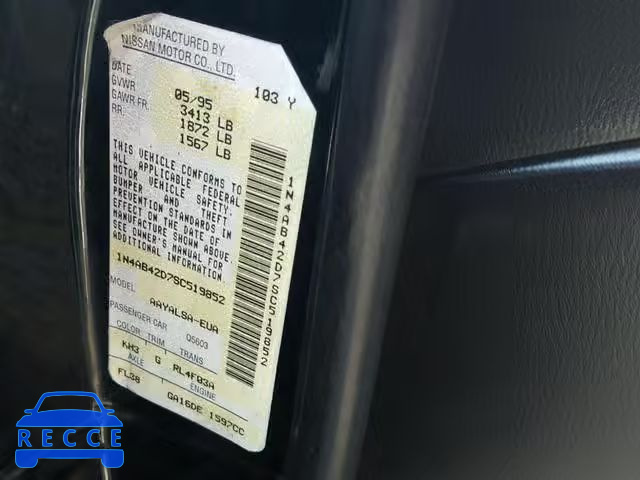 MANUFACTURED BY
NISSAN MOTOR CO., LTD.
103 Y
DATE 05/95
GVWR 3413 LB
GAWR FR. 1872 LB
RR. 1567 LB
THIS VEHICLE CONFORMS TO
ALL APPLICABLE FEDERAL
MOTOR VEHICLE SAFETY,
BUMPER AND THEFT
PREVENTION STANDARDS IN
EFFECT ON THE DATE OF
MANUFACTURE SHOWN ABOVE.
SEE OWNER'S MANUAL FOR
ADDITIONAL INFORMATION.
1N4AB42D7SC519852
MODEL
AAYALSA-EUA
PASSENGER CAR Q5603
COLOR TRIM TRANS
KH3 G RL4F03A
AXLE ENGINE
FL38 GA16DE 1597CC
1N4AB42D7SC519852
RECCE